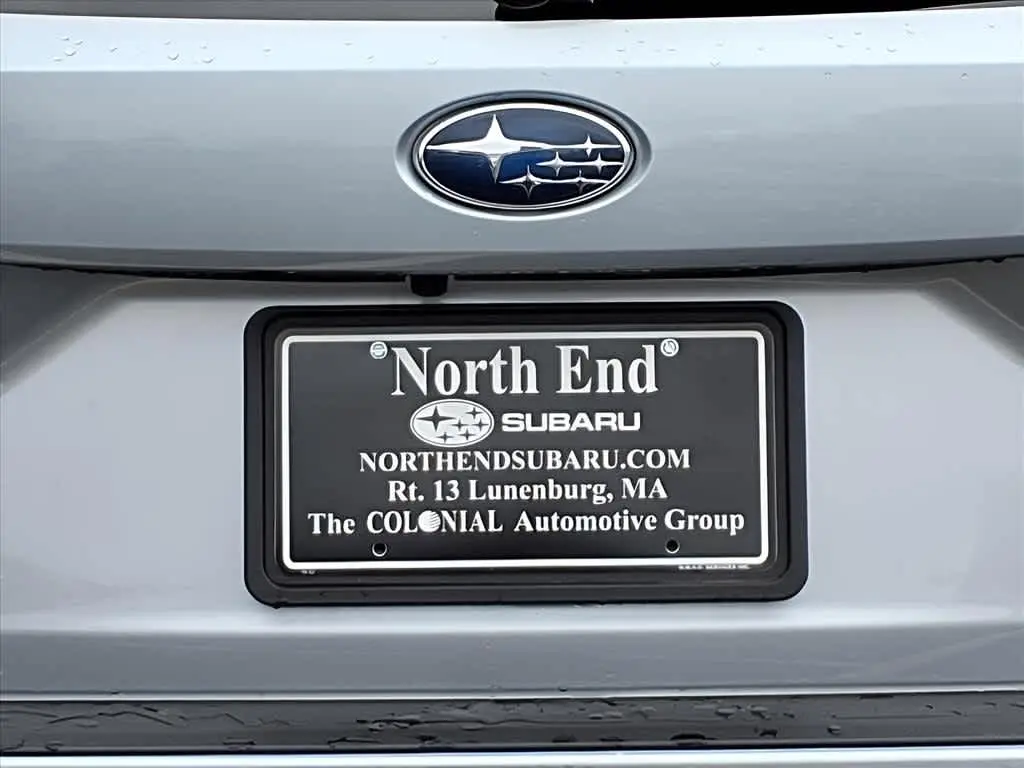 North End
SUBARU
NORTHENDSUBARU.COM
Rt. 13 Lunenburg, MA
The COLONIAL Automotive Group